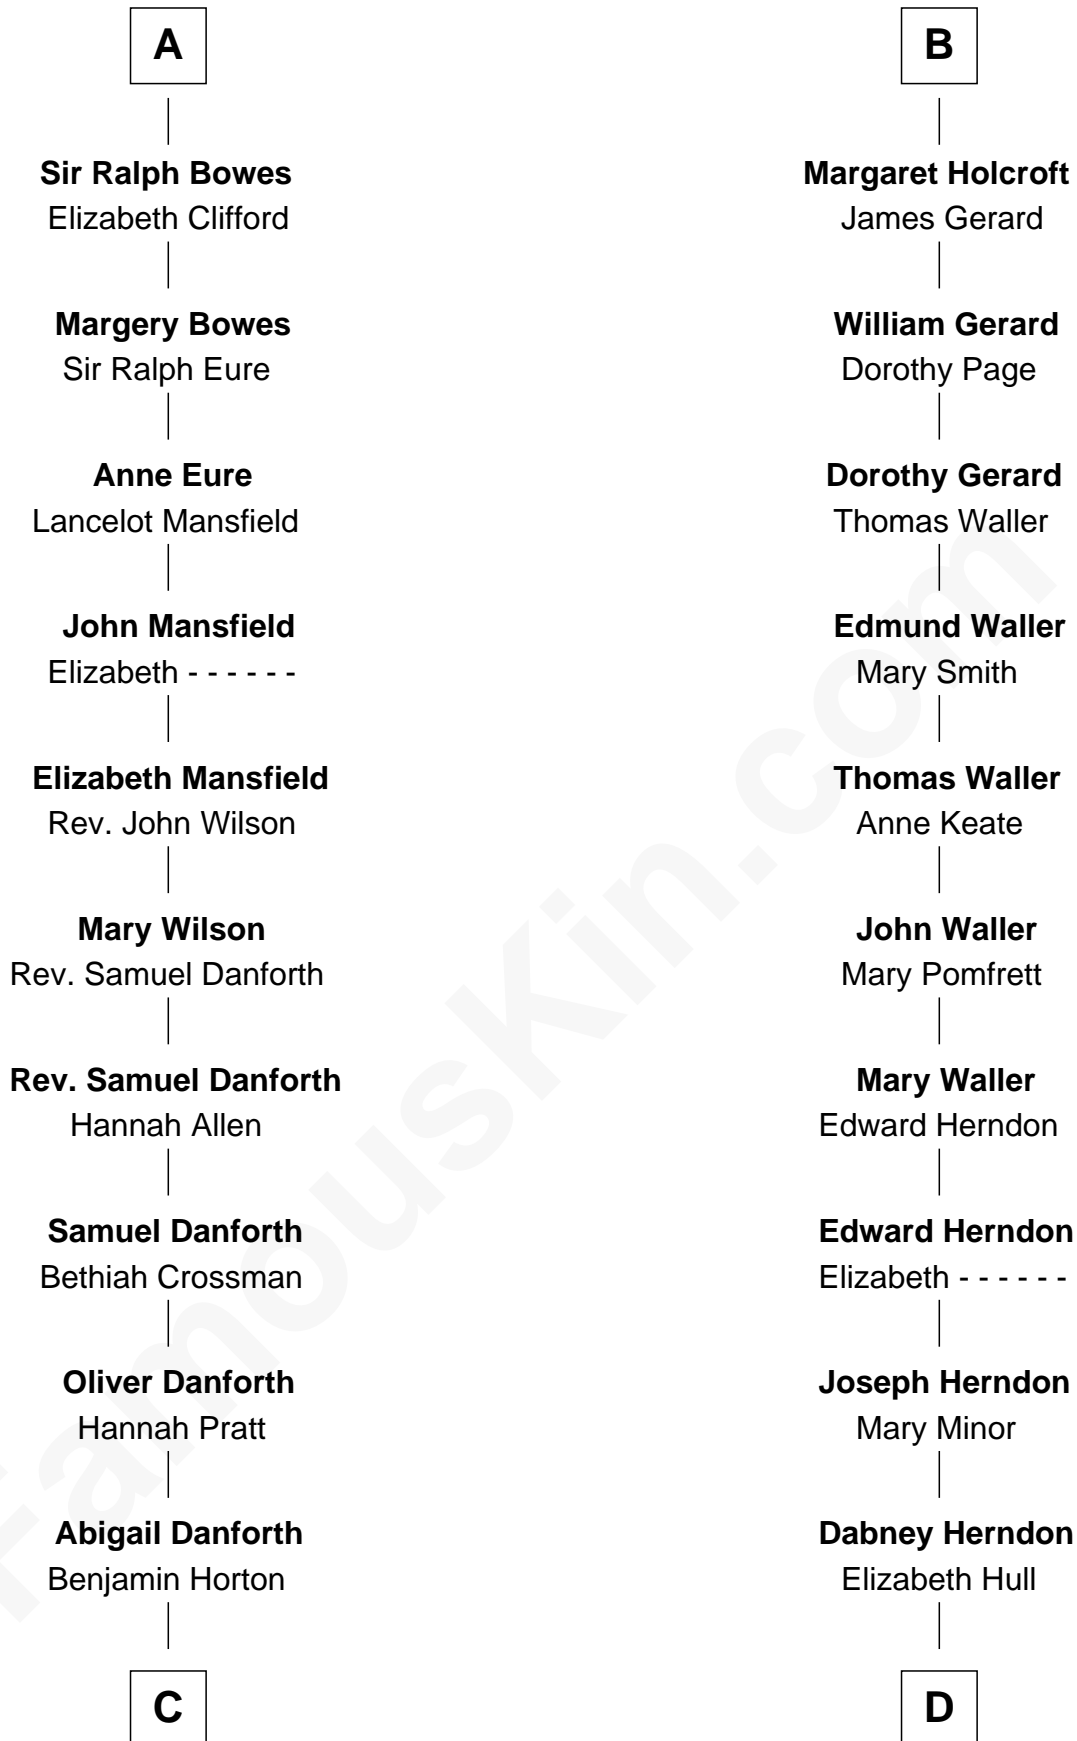 A
Sir Ralph Bowes
Elizabeth Clifford
Margery Bowes
Sir Ralph Eure
Anne Eure
Lancelot Mansfield
John Mansfield
Elizabeth - - - - - -
Elizabeth Mansfield
Rev. John Wilson
Mary Wilson
Rev. Samuel Danforth
Rev. Samuel Danforth
Hannah Allen
Samuel Danforth
Bethiah Crossman
Oliver Danforth
Hannah Pratt
Abigail Danforth
Benjamin Horton
C
B
Margaret Holcroft
James Gerard
William Gerard
Dorothy Page
Dorothy Gerard
Thomas Waller
Edmund Waller
Mary Smith
Thomas Waller
Anne Keate
John Waller
Mary Pomfrett
Mary Waller
Edward Herndon
Edward Herndon
Elizabeth - - - - - -
Joseph Herndon
Mary Minor
Dabney Herndon
Elizabeth Hull
D
FamousKin.com